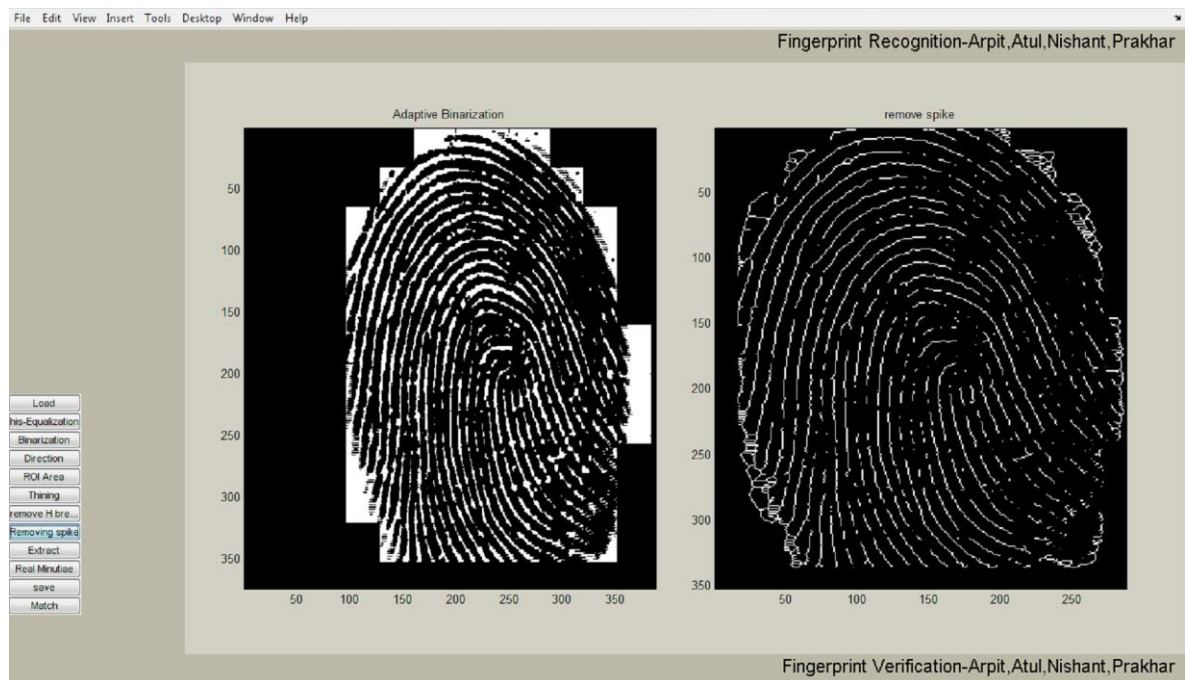 File Edit View Insert Tools Desktop Window Help
Fingerprint Recognition-Arpit,Atul,Nishant,Prakhar
Adaptive Binarization
50
100
150
200
250
300
350
50 100 150 200 250 300 350
remove spike
50
100
150
200
250
300
350
50 100 150 200 250
Load
his-Equalization
Binarization
Direction
ROI Area
Thining
remove H bre...
Removing spike
Extract
Real Minutiae
save
Match
Fingerprint Verification-Arpit,Atul,Nishant,Prakhar